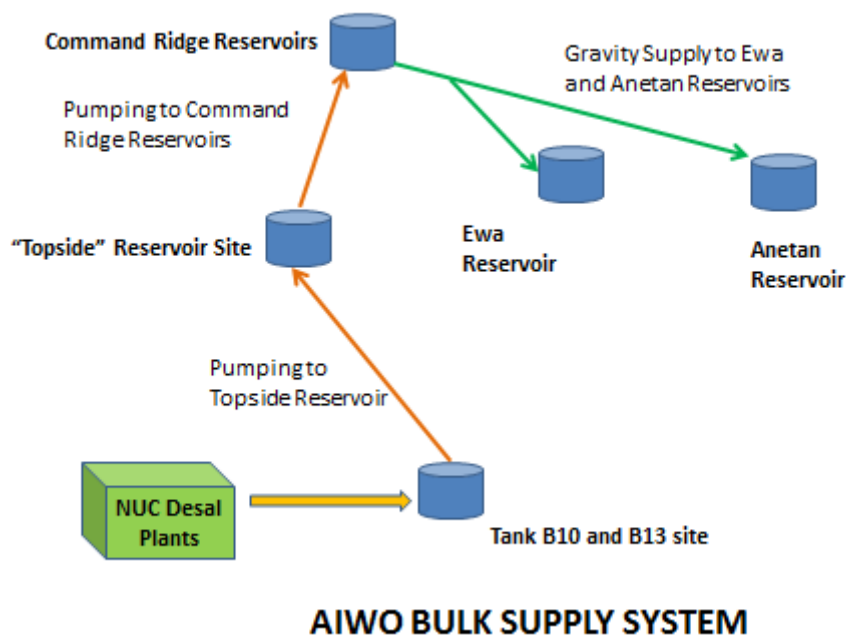 Command Ridge Reservoirs
Gravity Supply to Ewa
and Anetan Reservoirs
Pumping to Command
Ridge Reservoirs
"Topside" Reservoir Site
Ewa
Reservoir
Anetan
Reservoir
Pumping to
Topside Reservoir
NUC Desal
Plants
Tank B10 and B13 site
AIWO BULK SUPPLY SYSTEM